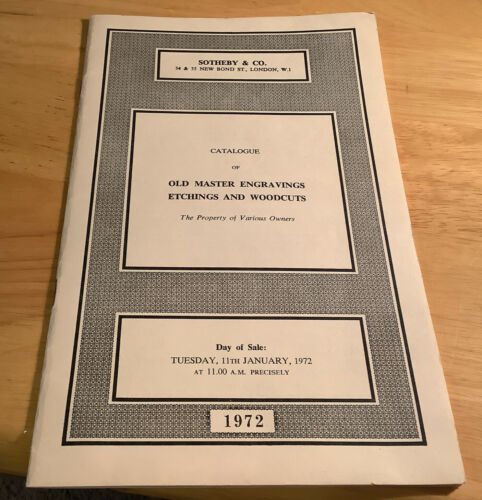 SOTHEBY & CO.
34 & 35 NEW BOND ST., LONDON, W.1
CATALOGUE
OF
OLD MASTER ENGRAVINGS
ETCHINGS AND WOODCUTS
The Property of Various Owners
Day of Sale:
TUESDAY, 11TH JANUARY, 1972
AT 11.00 A.M. PRECISELY
1972